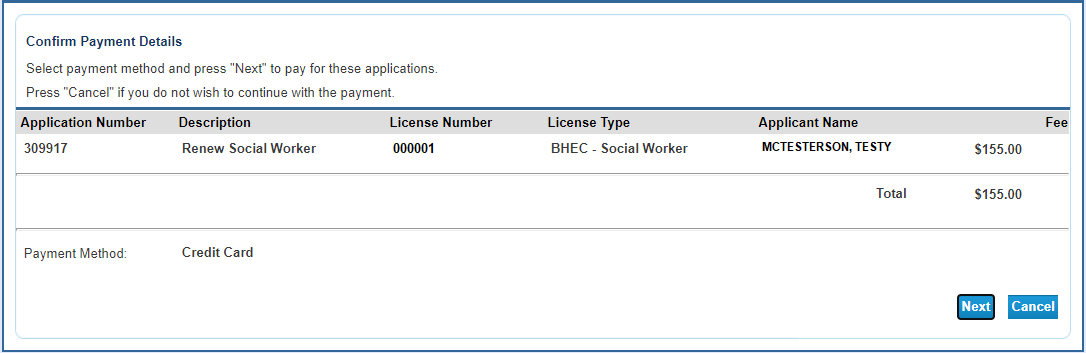 Confirm Payment Details
Select payment method and press "Next" to pay for these applications.
Press "Cancel" if you do not wish to continue with the payment.
Application Number Description License Number License Type Applicant Name Fee
309917 Renew Social Worker 000001 BHEC - Social Worker MCTESTERSON, TESTY $155.00
Total $155.00
Payment Method: Credit Card
Next Cancel